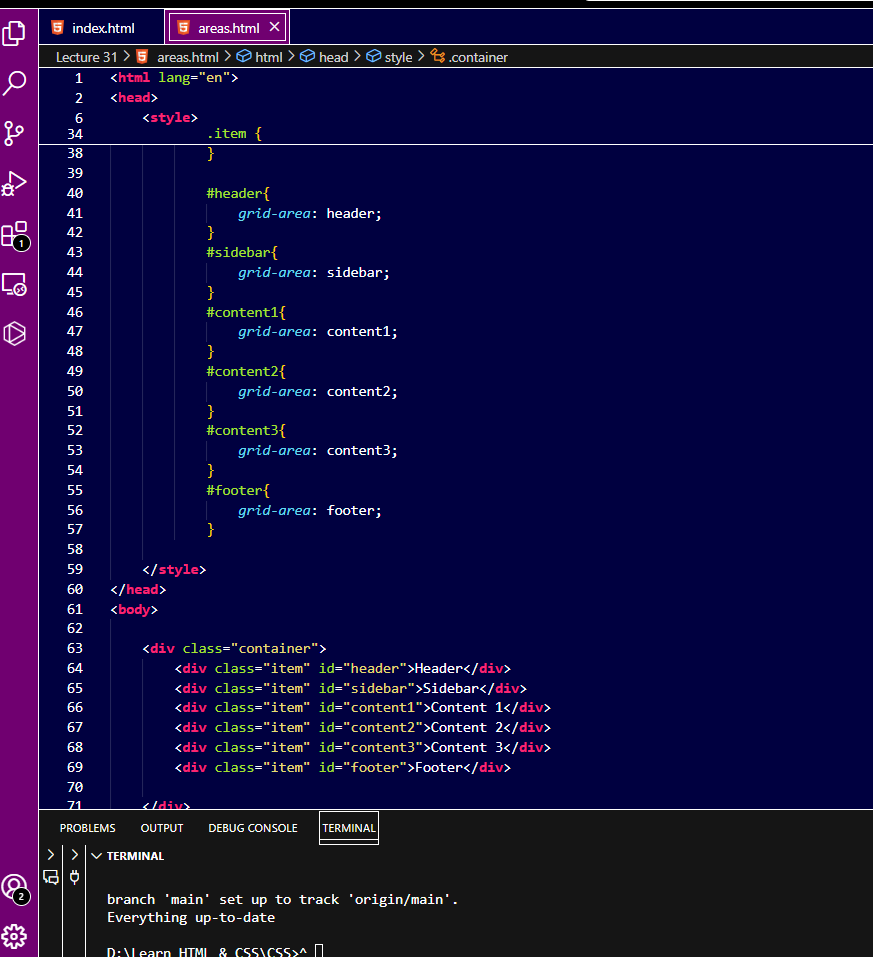 index.html areas.html
Lecture 31 > areas.html > html > head > style > .container
1 <html lang="en">
2 <head>
6 <style>
34 .item {
38 }
39
40 #header{
41 grid-area: header;
42 }
43 #sidebar{
44 grid-area: sidebar;
45 }
46 #content1{
47 grid-area: content1;
48 }
49 #content2{
50 grid-area: content2;
51 }
52 #content3{
53 grid-area: content3;
54 }
55 #footer{
56 grid-area: footer;
57 }
58
59 </style>
60 </head>
61 <body>
62
63 <div class="container">
64 <div class="item" id="header">Header</div>
65 <div class="item" id="sidebar">Sidebar</div>
66 <div class="item" id="content1">Content 1</div>
67 <div class="item" id="content2">Content 2</div>
68 <div class="item" id="content3">Content 3</div>
69 <div class="item" id="footer">Footer</div>
70
71 </div>
1
PROBLEMS OUTPUT DEBUG CONSOLE TERMINAL
TERMINAL
branch 'main' set up to track 'origin/main'.
Everything up-to-date
D:\Learn HTML & CSS\CSS>^
2